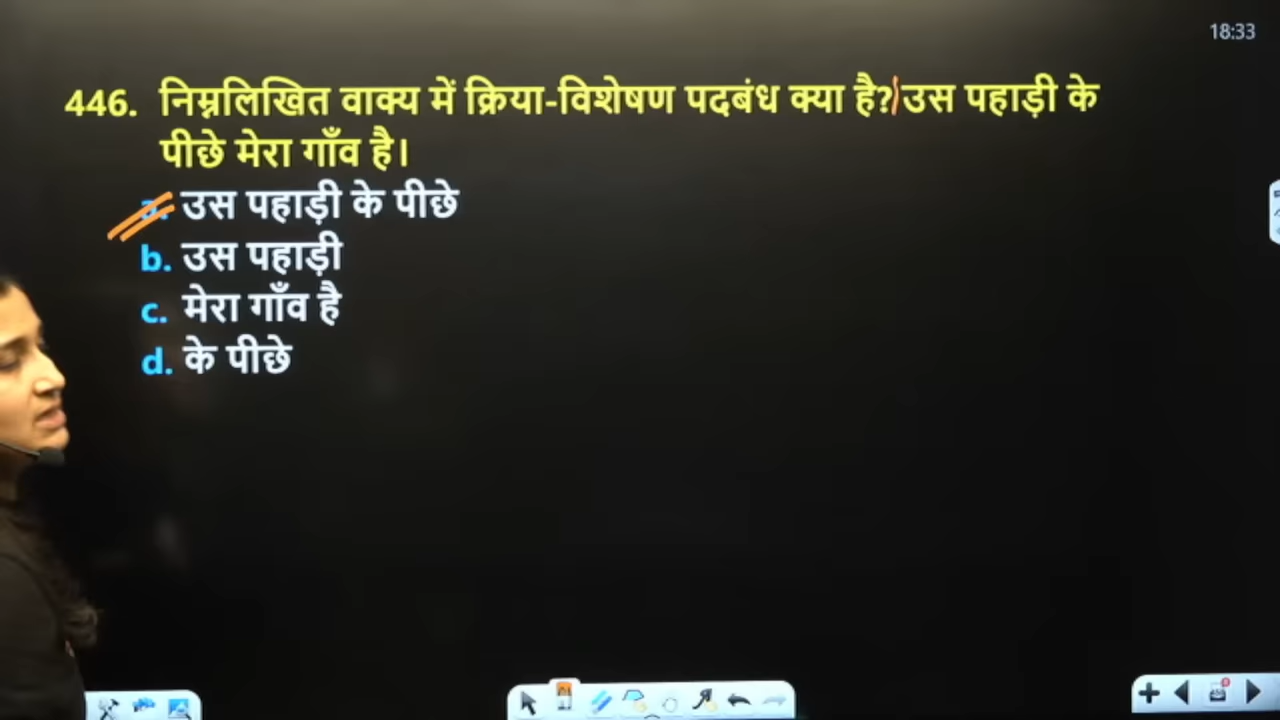 18:33
446. निम्नलिखित वाक्य में क्रिया-विशेषण पदबंध क्या है? उस पहाड़ी के
पीछे मेरा गाँव है।
a. उस पहाड़ी के पीछे
b. उस पहाड़ी
c. मेरा गाँव है
d. के पीछे